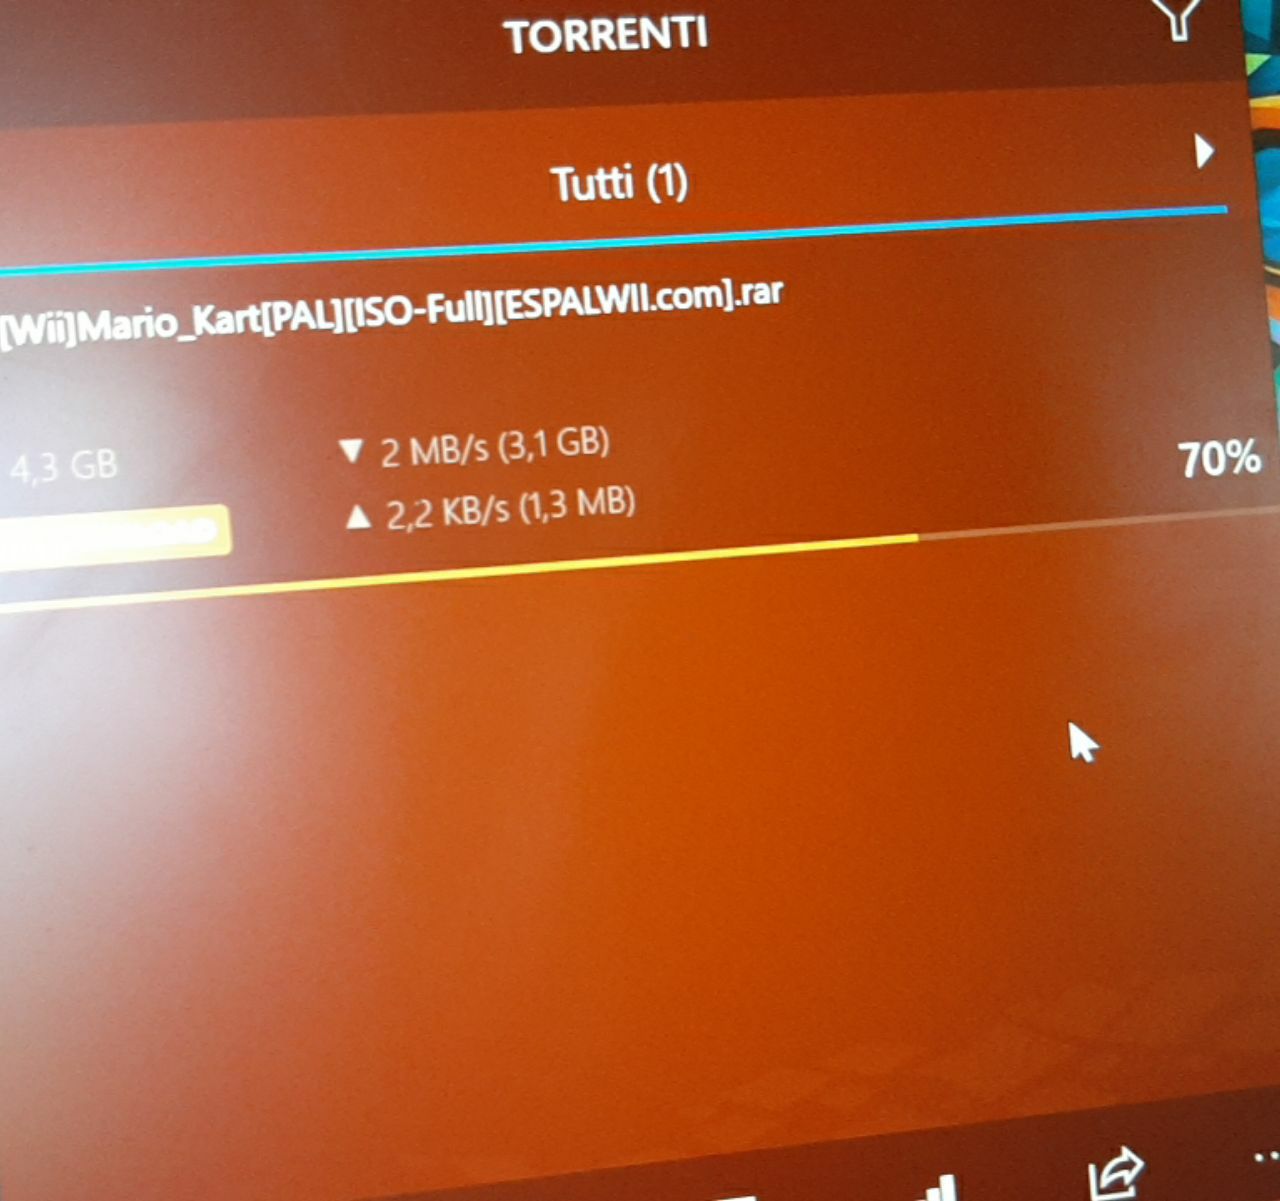 TORRENTI
Tutti (1)
[Wii]Mario_Kart[PAL][ISO-Full][ESPALWII.com].rar
4,3 GB
▼ 2 MB/s (3,1 GB)
70%
▲ 2,2 KB/s (1,3 MB)